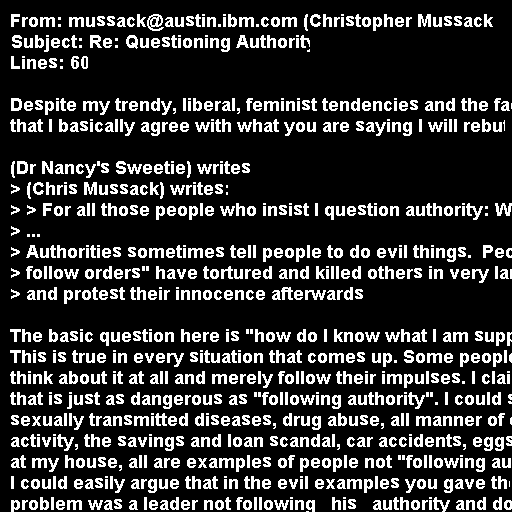 From: mussack@austin.ibm.com (Christopher Mussack
Subject: Re: Questioning Authority
Lines: 60

Despite my trendy, liberal, feminist tendencies and the fa
that I basically agree with what you are saying I will rebut

(Dr Nancy's Sweetie) writes
> (Chris Mussack) writes:
> > For all those people who insist I question authority: W
> ...
> Authorities sometimes tell people to do evil things.  Peo
> follow orders" have tortured and killed others in very la
> and protest their innocence afterwards

The basic question here is "how do I know what I am supp
This is true in every situation that comes up. Some people
think about it at all and merely follow their impulses. I clai
that is just as dangerous as "following authority". I could s
sexually transmitted diseases, drug abuse, all manner of
activity, the savings and loan scandal, car accidents, eggs
at my house, all are examples of people not "following au
I could easily argue that in the evil examples you gave the
problem was a leader not following _his_ authority and do